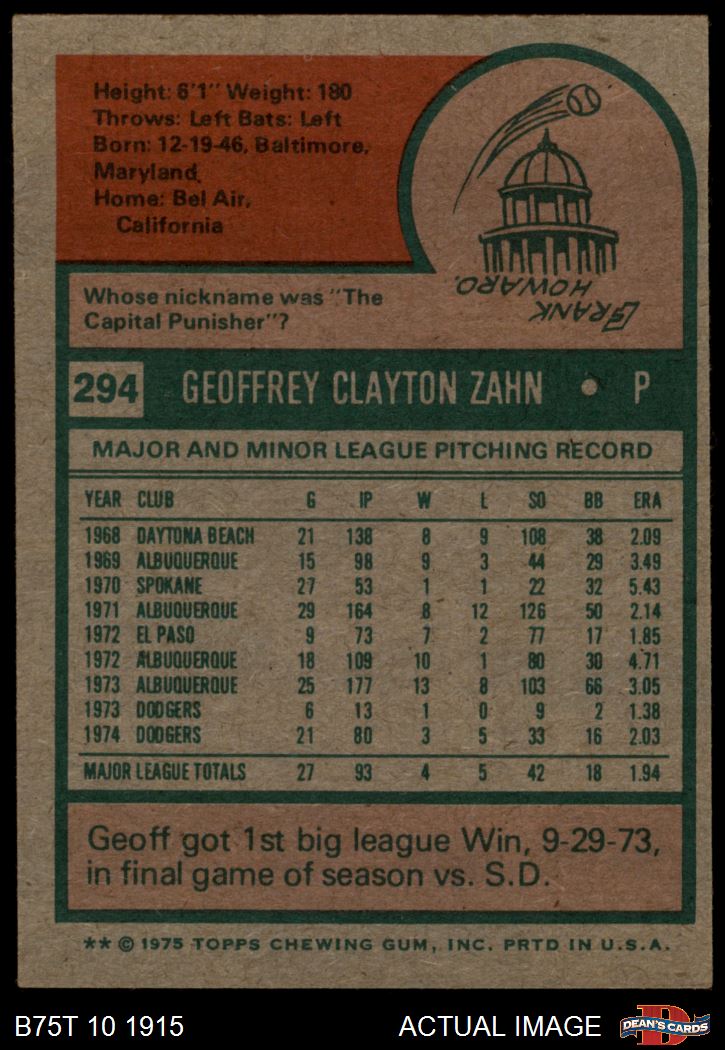 Height: 6'1" Weight: 180
Throws: Left Bats: Left
Born: 12-19-46, Baltimore,
Maryland
Home: Bel Air,
California
Whose nickname was "The
Capital Punisher"?
FRANK
HOWARD.
294 GEOFFREY CLAYTON ZAHN • P
MAJOR AND MINOR LEAGUE PITCHING RECORD
YEAR CLUB G IP W L SO BB ERA
1968 DAYTONA BEACH 21 138 8 9 108 38 2.09
1969 ALBUQUERQUE 15 98 9 3 44 29 3.49
1970 SPOKANE 27 53 1 1 22 32 5.43
1971 ALBUQUERQUE 29 164 8 12 126 50 2.14
1972 EL PASO 9 73 7 2 77 17 1.85
1972 ALBUQUERQUE 18 109 10 1 80 30 4.71
1973 ALBUQUERQUE 25 177 13 8 103 66 3.05
1973 DODGERS 6 13 1 0 9 2 1.38
1974 DODGERS 21 80 3 5 33 16 2.03
MAJOR LEAGUE TOTALS 27 93 4 5 42 18 1.94
Geoff got 1st big league Win, 9-29-73,
in final game of season vs. S.D.
** © 1975 TOPPS CHEWING GUM, INC. PRTD IN U.S.A.
B75T 10 1915 ACTUAL IMAGE D DEAN'S CARDS